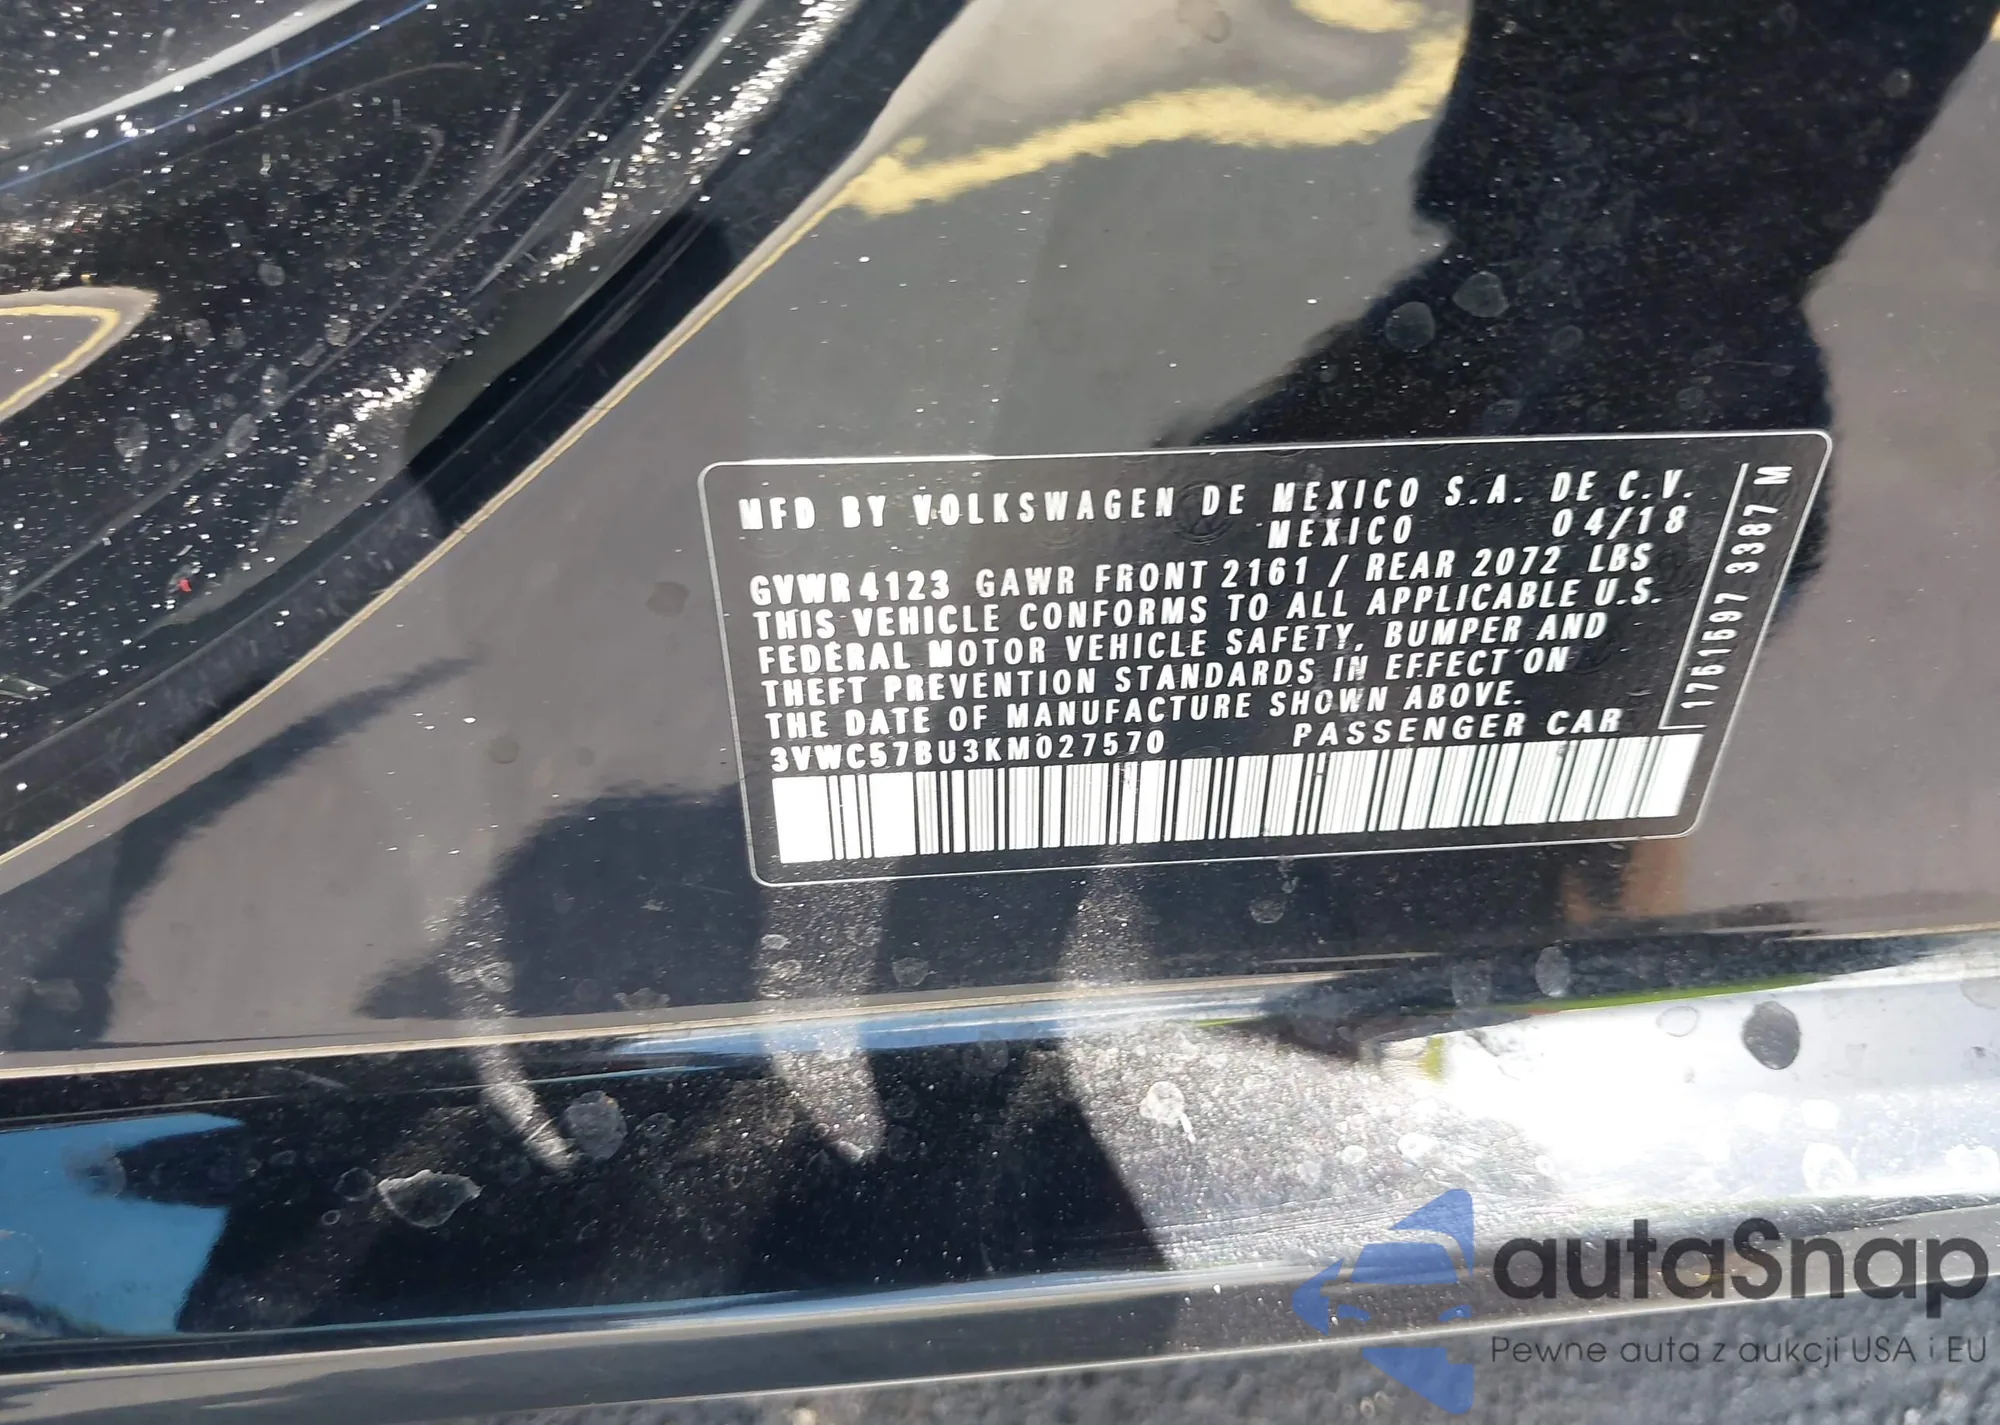 MFD BY VOLKSWAGEN DE MEXICO S.A. DE C.V.
MEXICO 04/18
GVWR 4123 GAWR FRONT 2161 / REAR 2072 LBS
THIS VEHICLE CONFORMS TO ALL APPLICABLE U.S.
FEDERAL MOTOR VEHICLE SAFETY, BUMPER AND
THEFT PREVENTION STANDARDS IN EFFECT ON
THE DATE OF MANUFACTURE SHOWN ABOVE.
3VWC57BU3KM027570 PASSENGER CAR
1761697 3387 M
autaSnap
Pewne auta z aukcji USA i EU